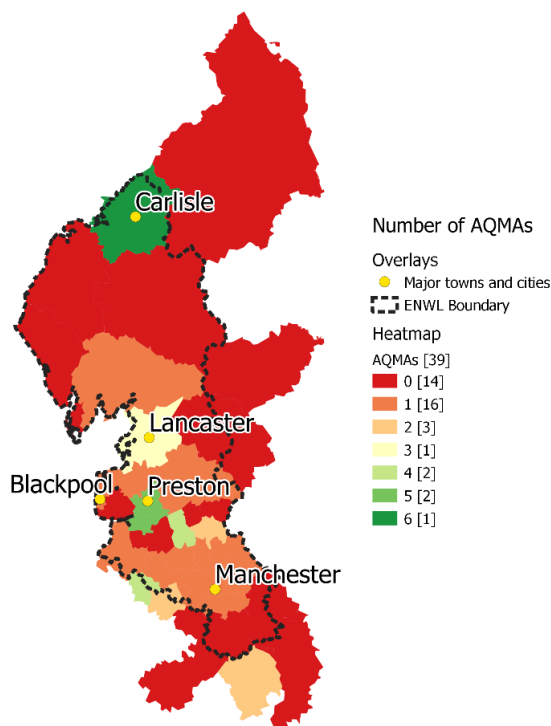 Carlisle
Number of AQMAs
Overlays
Major towns and cities
ENWL Boundary
Heatmap
AQMAs [39]
0 [14]
1 [16]
2 [3]
3 [1]
4 [2]
5 [2]
6 [1]
Lancaster
Blackpool
Preston
Manchester